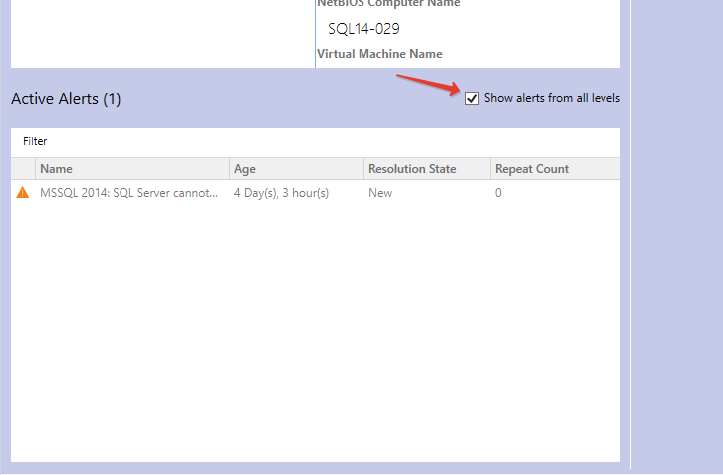 NetBIOS Computer Name
SQL14-029
Virtual Machine Name
Active Alerts (1)
Show alerts from all levels
Filter
Name Age Resolution State Repeat Count
MSSQL 2014: SQL Server cannot... 4 Day(s), 3 hour(s) New 0